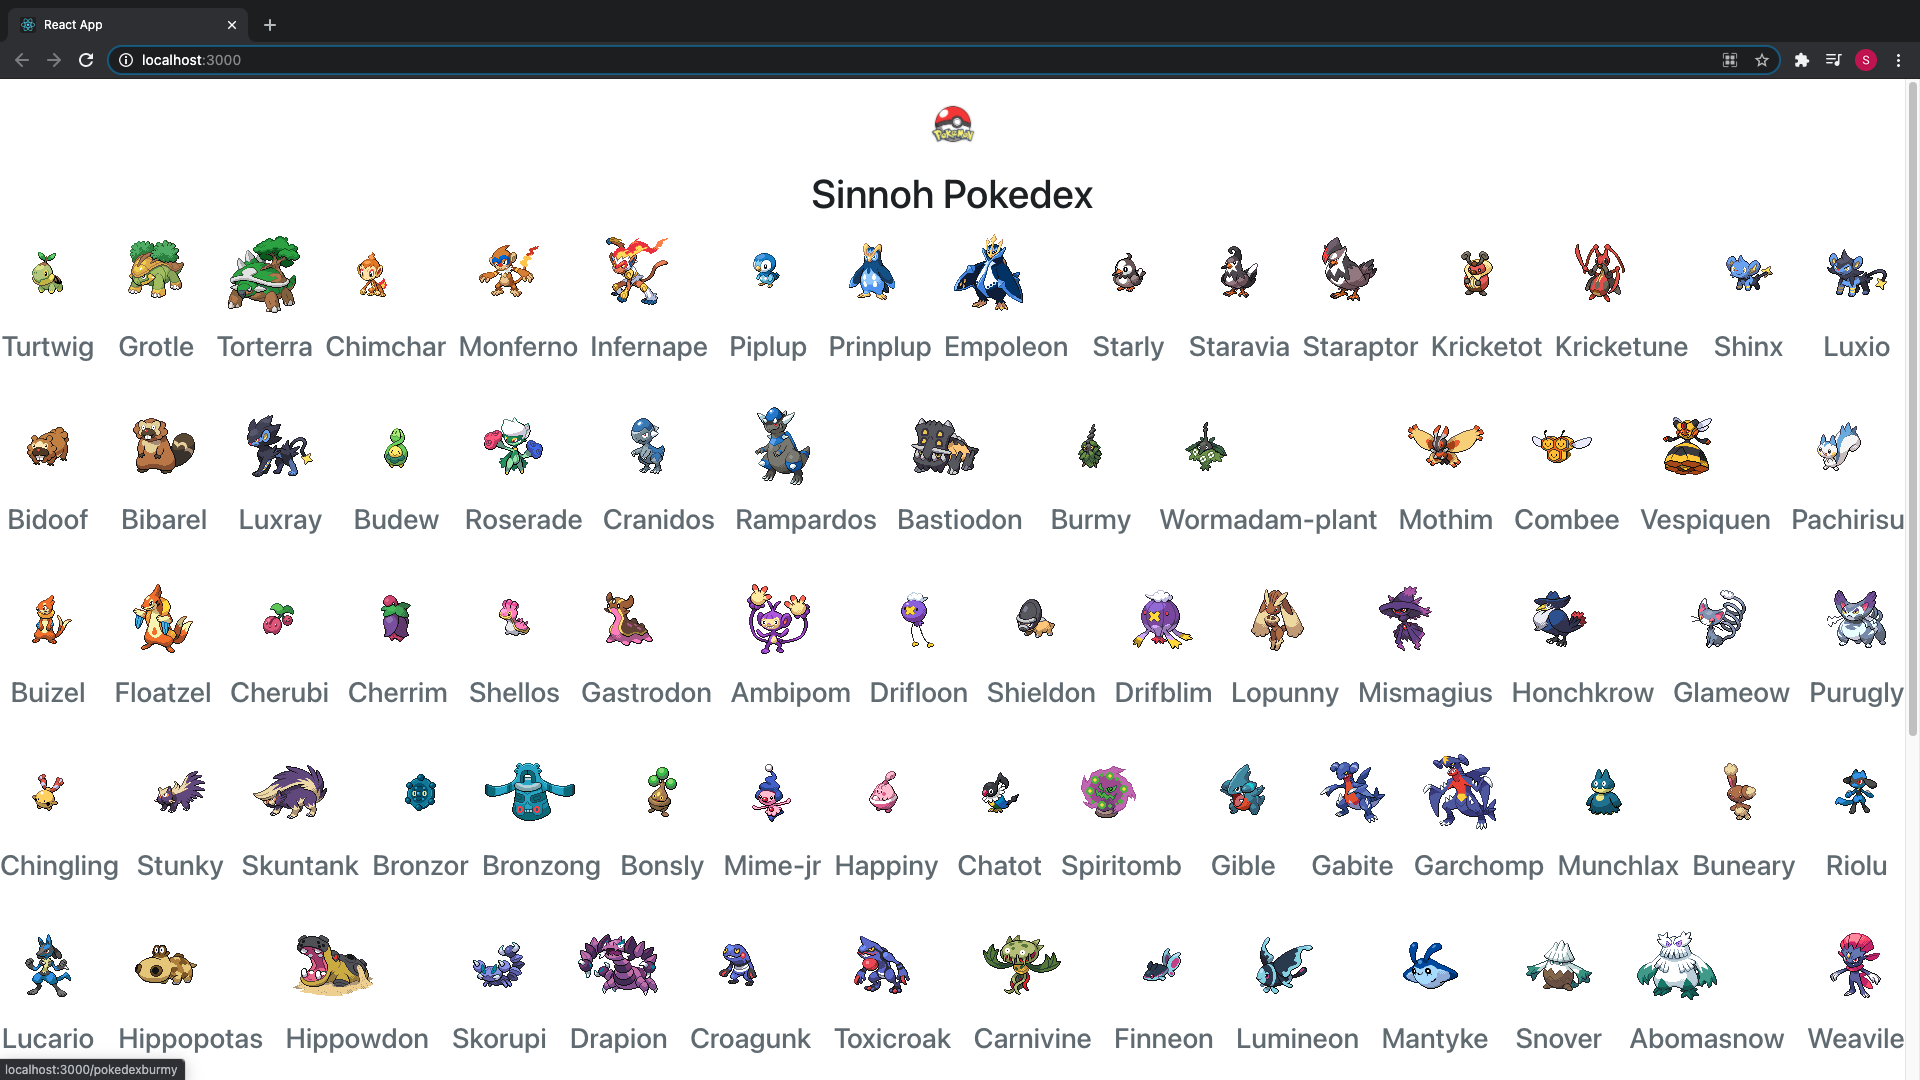 React App
localhost:3000
S
POKéMON
Sinnoh Pokedex
Turtwig Grotle Torterra Chimchar Monferno Infernape Piplup Prinplup Empoleon Starly Staravia Staraptor Kricketot Kricketune Shinx Luxio
Bidoof Bibarel Luxray Budew Roserade Cranidos Rampardos Bastiodon Burmy Wormadam-plant Mothim Combee Vespiquen Pachirisu
Buizel Floatzel Cherubi Cherrim Shellos Gastrodon Ambipom Drifloon Shieldon Drifblim Lopunny Mismagius Honchkrow Glameow Purugly
Chingling Stunky Skuntank Bronzor Bronzong Bonsly Mime-jr Happiny Chatot Spiritomb Gible Gabite Garchomp Munchlax Buneary Riolu
Lucario Hippopotas Hippowdon Skorupi Drapion Croagunk Toxicroak Carnivine Finneon Lumineon Mantyke Snover Abomasnow Weavile
localhost:3000/pokedexburmy